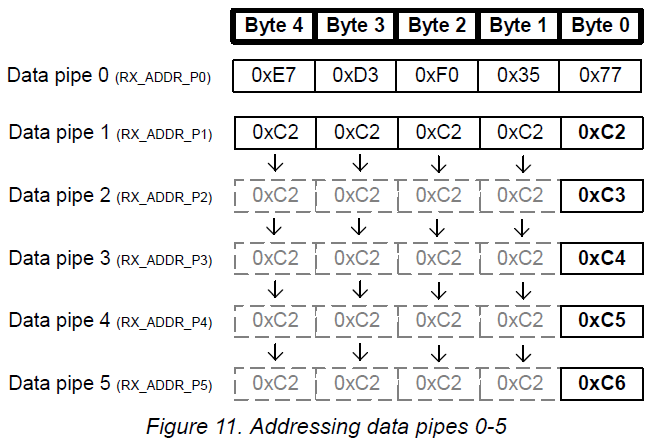 Byte 4 Byte 3 Byte 2 Byte 1 Byte 0
Data pipe 0 (RX_ADDR_P0) 0xE7 0xD3 0xF0 0x35 0x77
Data pipe 1 (RX_ADDR_P1) 0xC2 0xC2 0xC2 0xC2 0xC2
Data pipe 2 (RX_ADDR_P2) 0xC2 0xC2 0xC2 0xC2 0xC3
Data pipe 3 (RX_ADDR_P3) 0xC2 0xC2 0xC2 0xC2 0xC4
Data pipe 4 (RX_ADDR_P4) 0xC2 0xC2 0xC2 0xC2 0xC5
Data pipe 5 (RX_ADDR_P5) 0xC2 0xC2 0xC2 0xC2 0xC6
Figure 11. Addressing data pipes 0-5